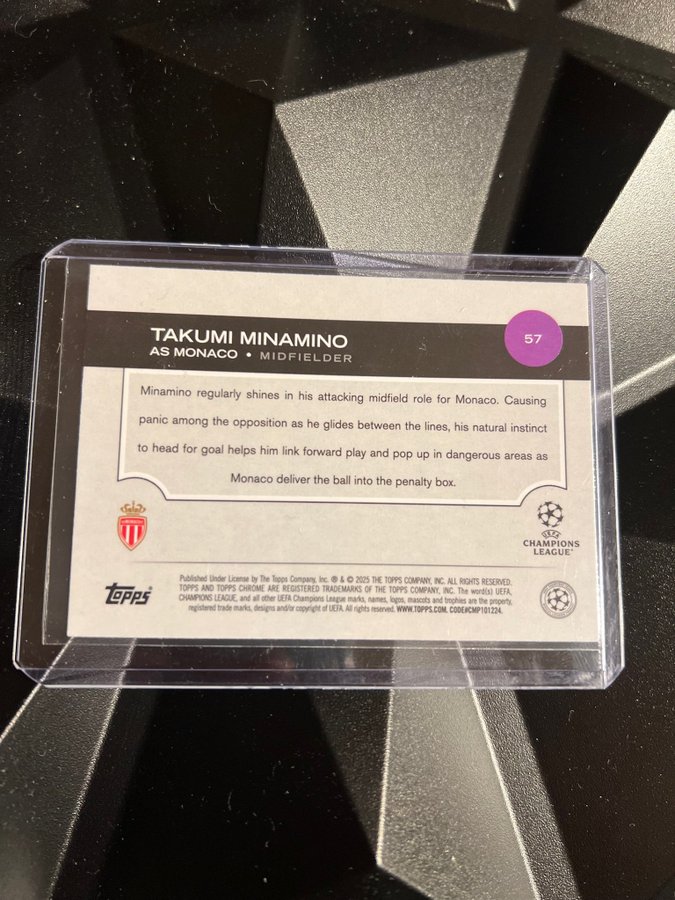 TAKUMI MINAMINO
AS MONACO • MIDFIELDER
57
Minamino regularly shines in his attacking midfield role for Monaco. Causing
panic among the opposition as he glides between the lines, his natural instinct
to head for goal helps him link forward play and pop up in dangerous areas as
Monaco deliver the ball into the penalty box.
UEFA
CHAMPIONS
LEAGUE®
Topps®
Published Under License by The Topps Company, Inc. ® & © 2025 THE TOPPS COMPANY, INC. ALL RIGHTS RESERVED.
TOPPS AND TOPPS CHROME ARE REGISTERED TRADEMARKS OF THE TOPPS COMPANY, INC. The word(s) UEFA,
CHAMPIONS LEAGUE, and all other UEFA Champions League marks, names, logos, mascots and trophies are the property,
registered trade marks, designs and/or copyright of UEFA. All rights reserved. WWW.TOPPS.COM. CODE#CMP101224.